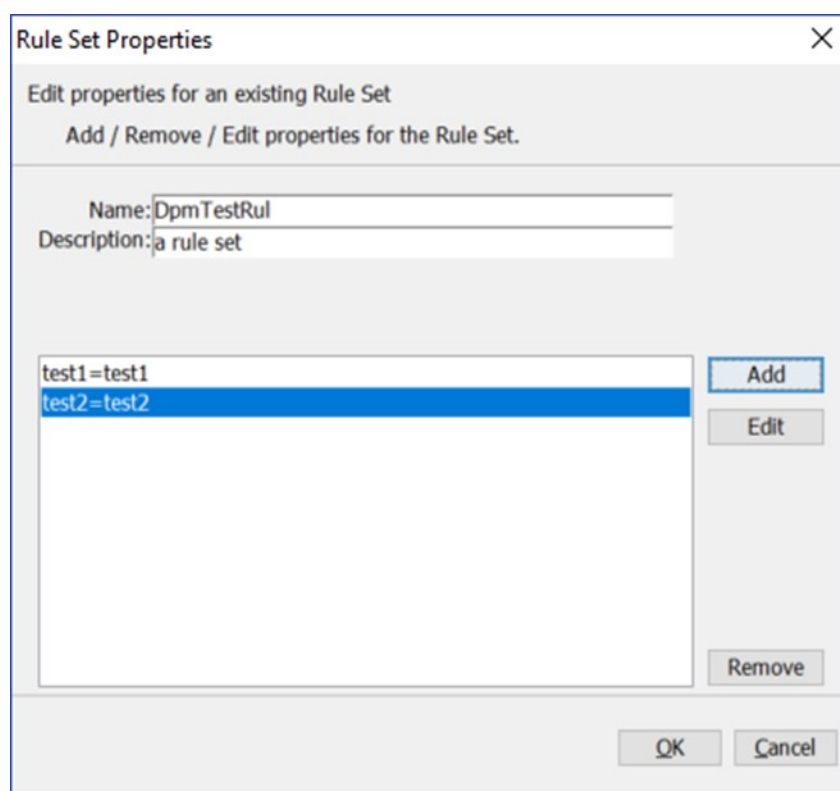 Rule Set Properties
Edit properties for an existing Rule Set
Add / Remove / Edit properties for the Rule Set.
Name: DpmTestRul
Description: a rule set
test1=test1
Add
test2=test2
Edit
Remove
OK
Cancel